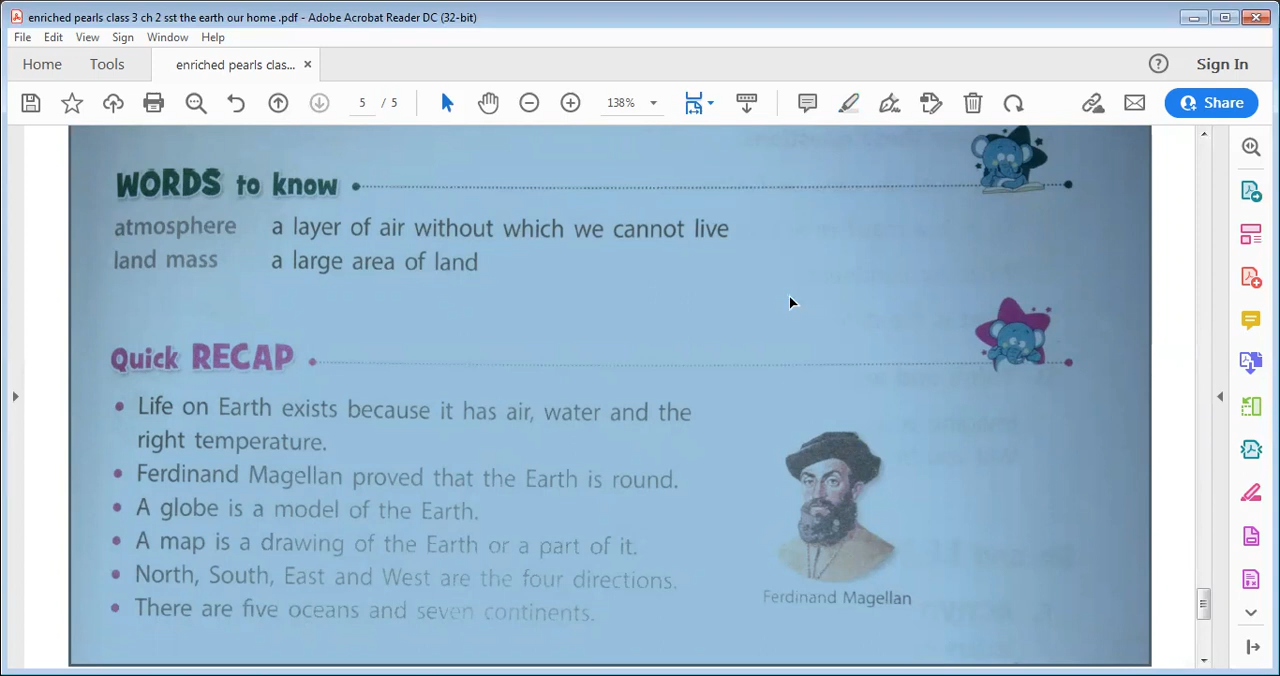 enriched pearls class 3 ch 2 sst the earth our home .pdf - Adobe Acrobat Reader DC (32-bit)
File Edit View Sign Window Help
Home Tools enriched pearls clas... Sign In
5 / 5 138% Share
WORDS to know
atmosphere a layer of air without which we cannot live
land mass a large area of land
Quick RECAP
• Life on Earth exists because it has air, water and the
right temperature.
• Ferdinand Magellan proved that the Earth is round.
• A globe is a model of the Earth.
• A map is a drawing of the Earth or a part of it.
• North, South, East and West are the four directions.
• There are five oceans and seven continents.
Ferdinand Magellan